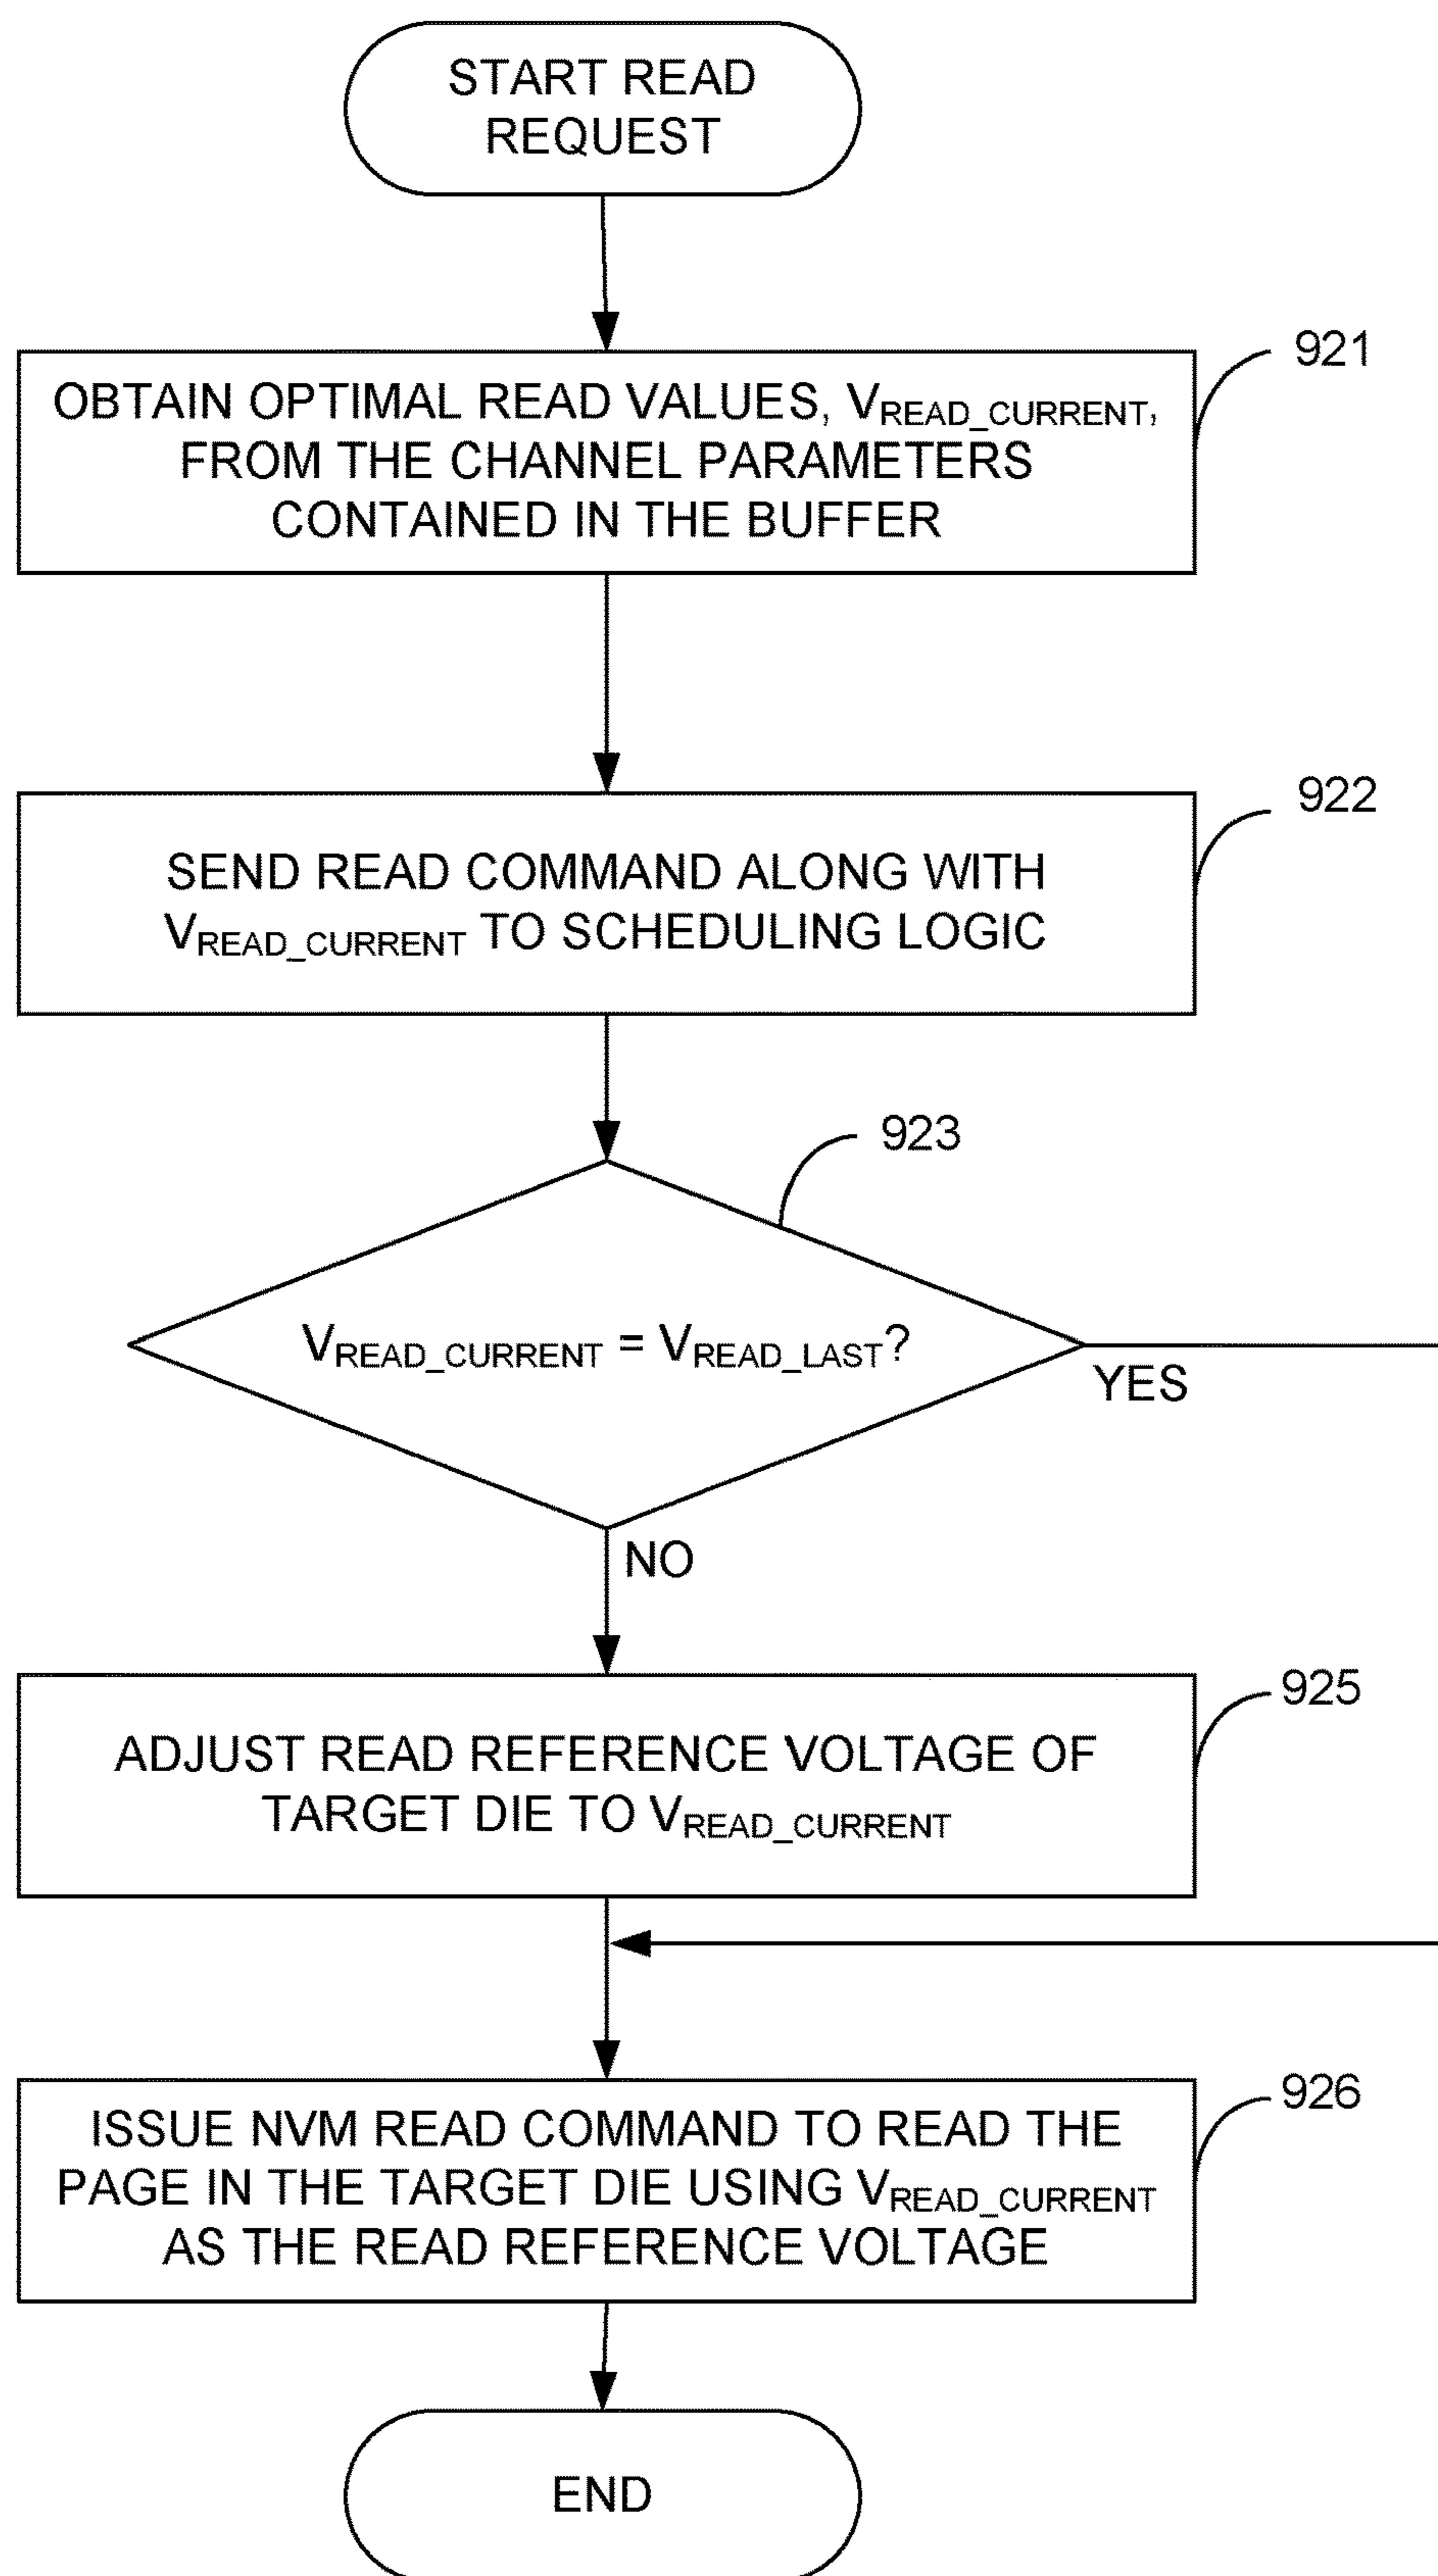 START READ
REQUEST
921
OBTAIN OPTIMAL READ VALUES, VREAD_CURRENT,
FROM THE CHANNEL PARAMETERS
CONTAINED IN THE BUFFER
922
SEND READ COMMAND ALONG WITH
VREAD_CURRENT TO SCHEDULING LOGIC
923
VREAD_CURRENT = VREAD_LAST?
YES
NO
925
ADJUST READ REFERENCE VOLTAGE OF
TARGET DIE TO VREAD_CURRENT
926
ISSUE NVM READ COMMAND TO READ THE
PAGE IN THE TARGET DIE USING VREAD_CURRENT
AS THE READ REFERENCE VOLTAGE
END